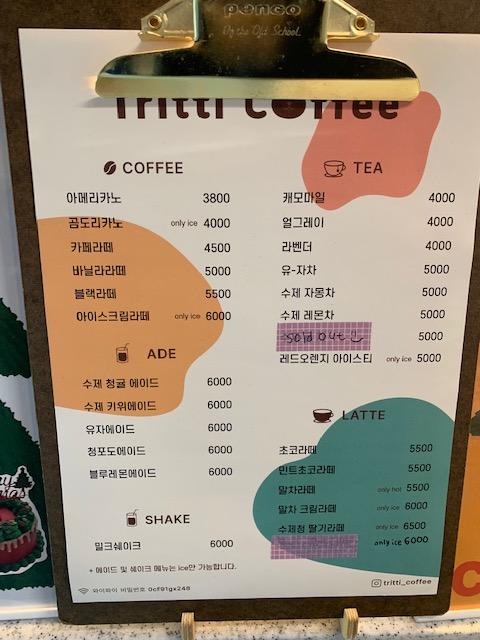 PENCO
By the Old School
Tritti Coffee
COFFEE
아메리카노 3800
곰도리카노 only ice 4000
카페라떼 4500
바닐라라떼 5000
블랙라떼 5500
아이스크림라떼 only ice 6000
ADE
수제 청귤 에이드 6000
수제 키위에이드 6000
유자에이드 6000
청포도에이드 6000
블루레몬에이드 6000
SHAKE
밀크쉐이크 6000
* 에이드 및 쉐이크 메뉴는 ice만 가능합니다.
와이파이 비밀번호 0cf91gx248
TEA
캐모마일 4000
얼그레이 4000
라벤더 4000
유-자차 5000
수제 자몽차 5000
수제 레몬차 5000
sold out 5000
레드오렌지 아이스티 only ice 5000
LATTE
초코라떼 5500
민트초코라떼 5500
말차라떼 only hot 5500
말차 크림라떼 only ice 6000
수제청 딸기라떼 only ice 6500
only ice 6000
tritti_coffee